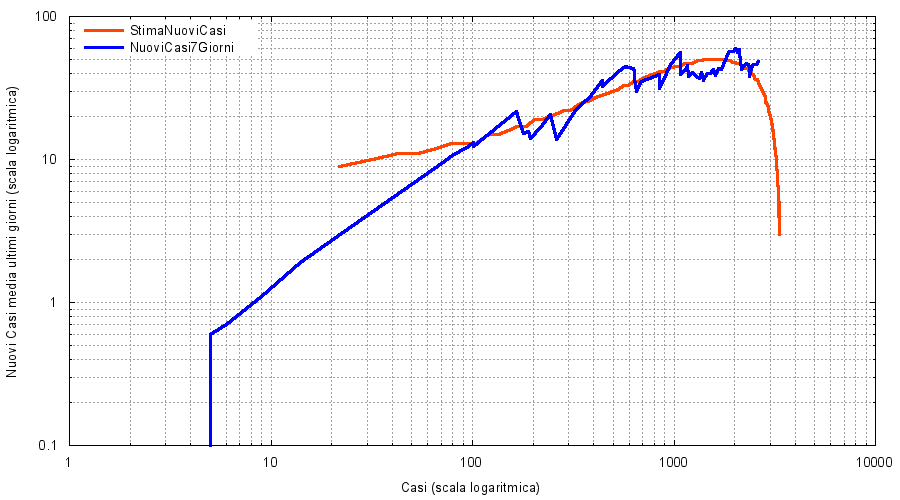 100
StimaNuoviCasi
NuoviCasi7Giorni
Nuovi Casi media ultimi giorni (scala logaritmica)
10
1
0.1
1 10 100 1000 10000
Casi (scala logaritmica)